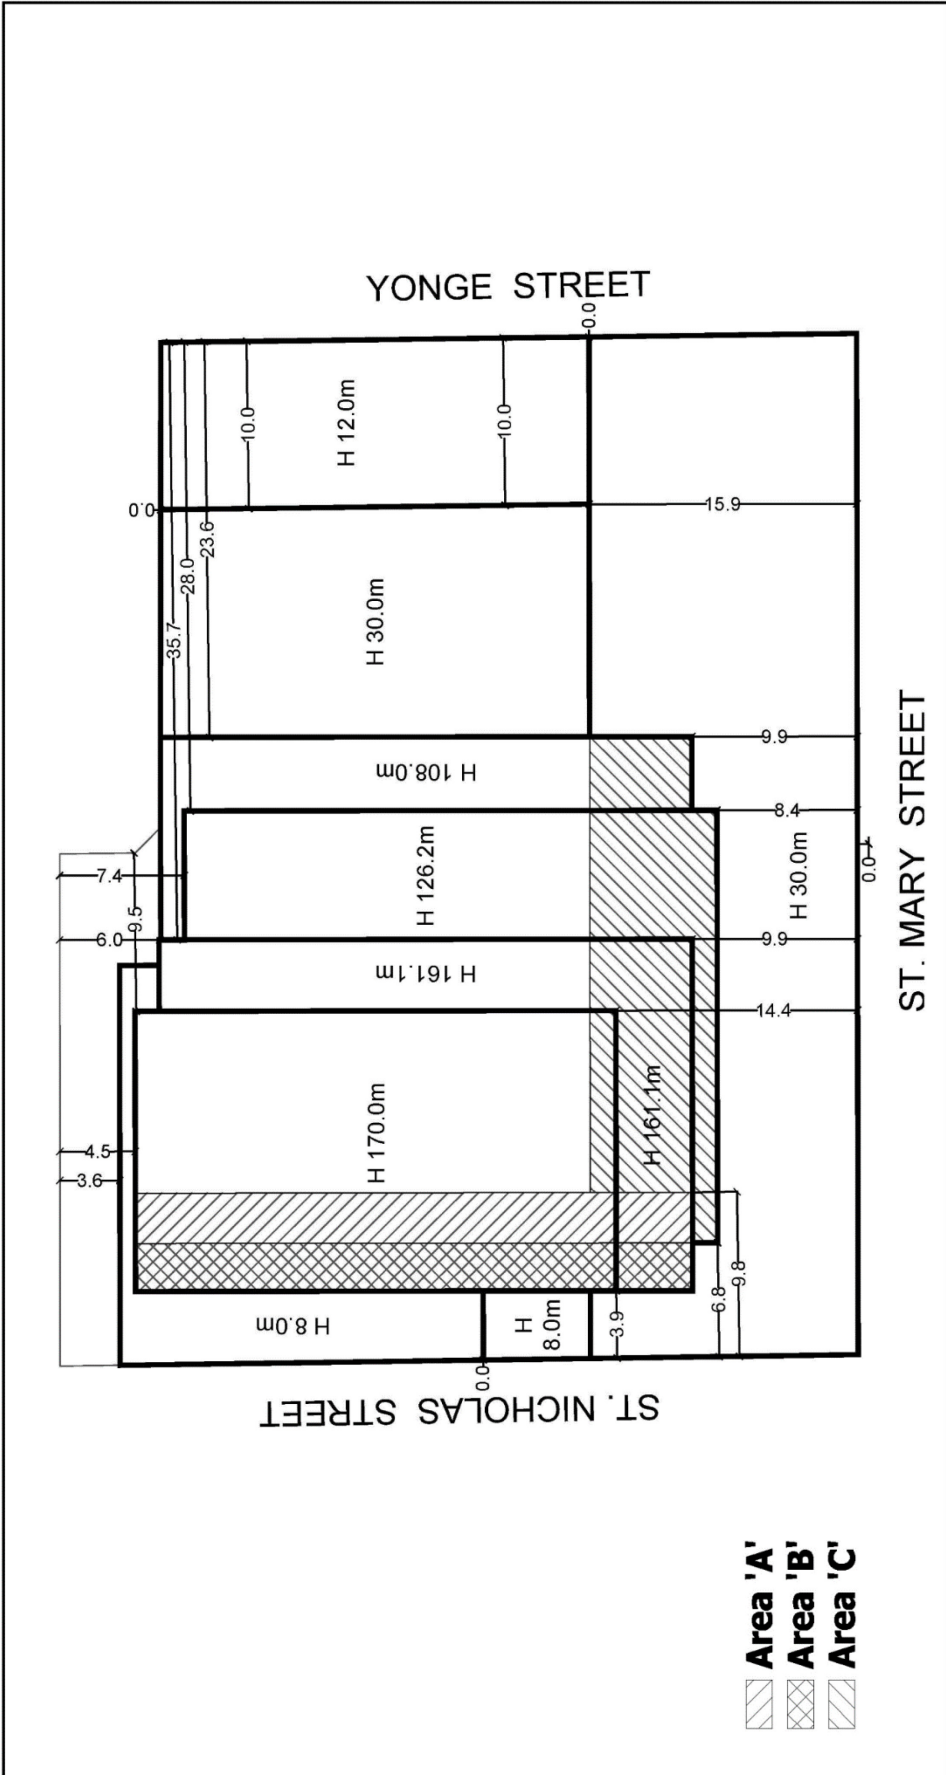 YONGE STREET
0.0
H 12.0m
10.0
10.0
0.0
15.9
23.6
28.0
35.7
H 30.0m
H 108.0m
9.9
8.4
7.4
H 126.2m
H 30.0m
0.0
ST. MARY STREET
9.5
6.0
9.9
H 161.1m
14.4
H 170.0m
H 161.1m
4.5
3.6
9.8
6.8
3.9
H 8.0m
H
8.0m
0.0
ST. NICHOLAS STREET
Area 'A'
Area 'B'
Area 'C'